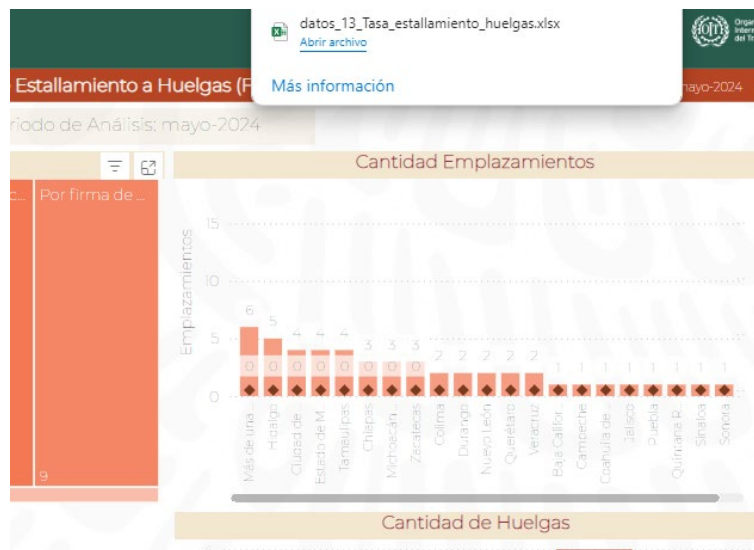 datos_13_Tasa_estallamiento_huelgas.xlsx
Abrir archivo
Más información
Estallamiento a Huelgas (F
mayo-2024
riodo de Análisis: mayo-2024
c...
Por firma de ...
9
Cantidad Emplazamientos
Emplazamientos
15
10
5
0
6 5 4 4 4 3 3 3 2 2 2 2 2 1 1 1 1 1 1 1 1
0 0 0 0 0 0 0 0
Más de una...
Hidalgo
Ciudad de ...
Estado de M...
Tamaulipas
Chiapas
Michoacán ...
Zacatecas
Colima
Durango
Nuevo León
Querétaro
Veracruz
Baja Califor...
Campeche
Coahuila de...
Jalisco
Puebla
Quintana R...
Sinaloa
Sonora
Cantidad de Huelgas